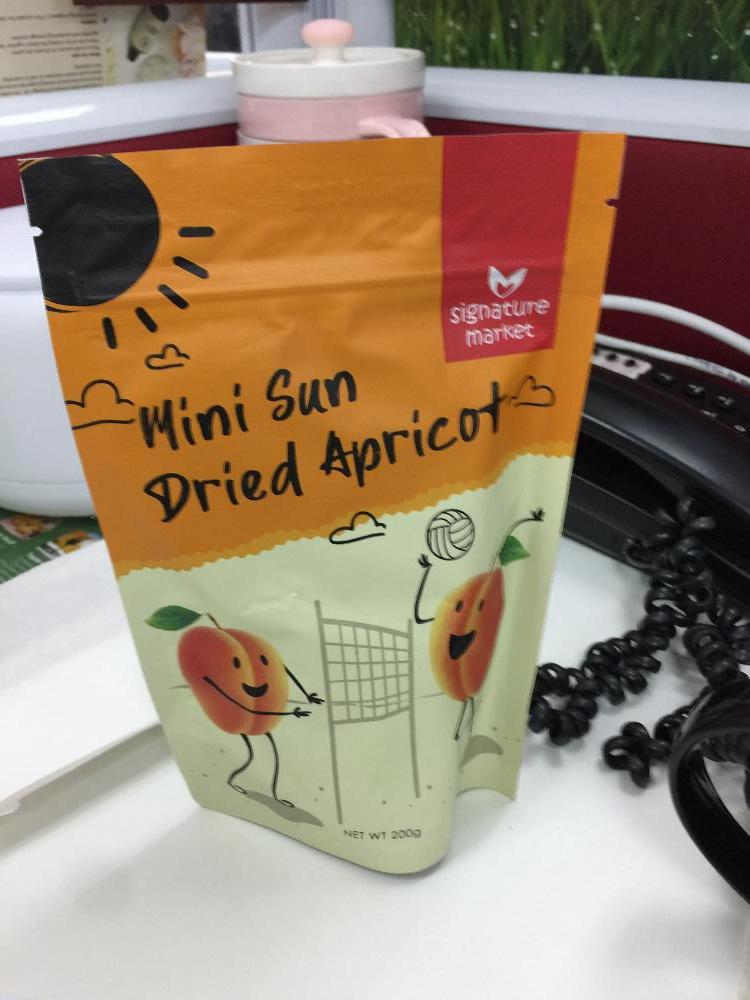 signature
market
Mini Sun
Dried Apricot
NET WT 200g